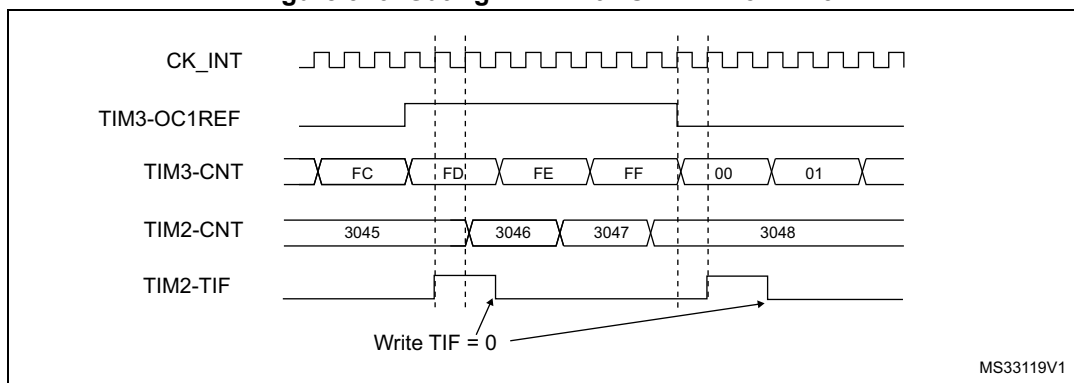 CK_INT
TIM3-OC1REF
TIM3-CNT FC FD FE FF 00 01
TIM2-CNT 3045 3046 3047 3048
TIM2-TIF
Write TIF = 0
MS33119V1